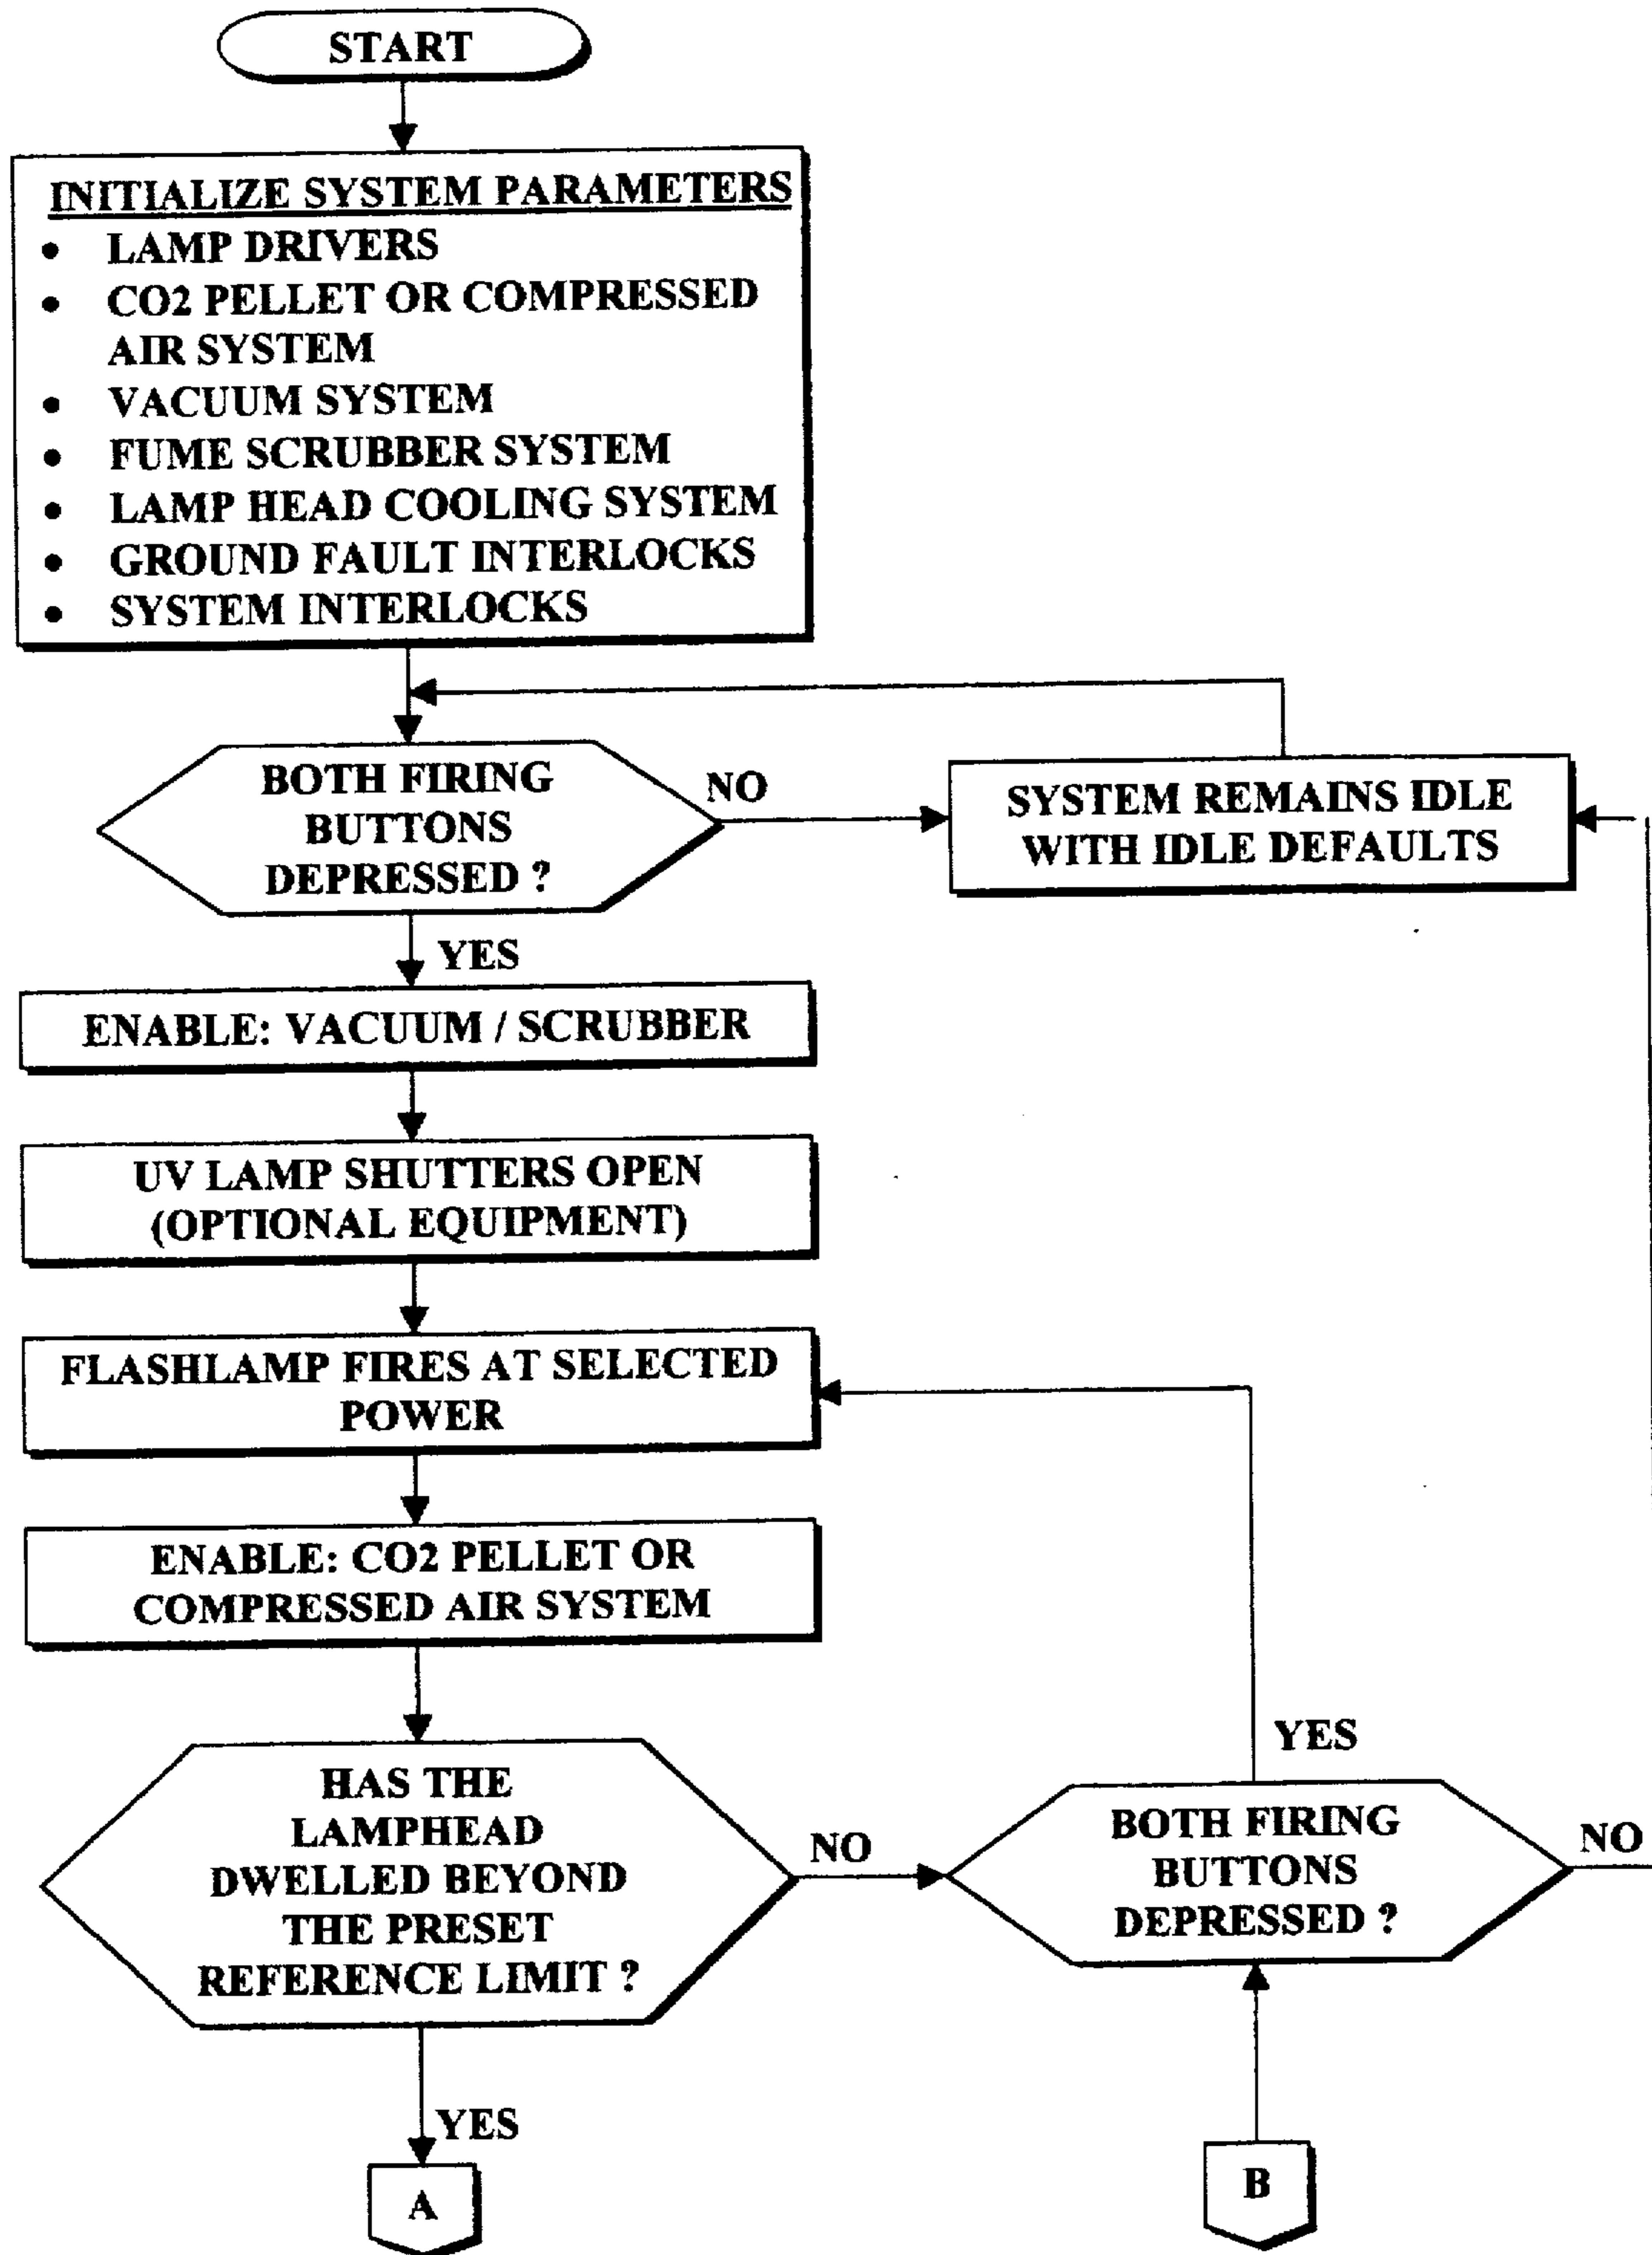 START
INITIALIZE SYSTEM PARAMETERS
• LAMP DRIVERS
• CO2 PELLET OR COMPRESSED
AIR SYSTEM
• VACUUM SYSTEM
• FUME SCRUBBER SYSTEM
• LAMP HEAD COOLING SYSTEM
• GROUND FAULT INTERLOCKS
• SYSTEM INTERLOCKS
BOTH FIRING
BUTTONS
DEPRESSED ?
NO
SYSTEM REMAINS IDLE
WITH IDLE DEFAULTS
YES
ENABLE: VACUUM / SCRUBBER
UV LAMP SHUTTERS OPEN
(OPTIONAL EQUIPMENT)
FLASHLAMP FIRES AT SELECTED
POWER
ENABLE: CO2 PELLET OR
COMPRESSED AIR SYSTEM
HAS THE
LAMPHEAD
DWELLED BEYOND
THE PRESET
REFERENCE LIMIT ?
NO
YES
BOTH FIRING
BUTTONS
DEPRESSED ?
NO
YES
A
B